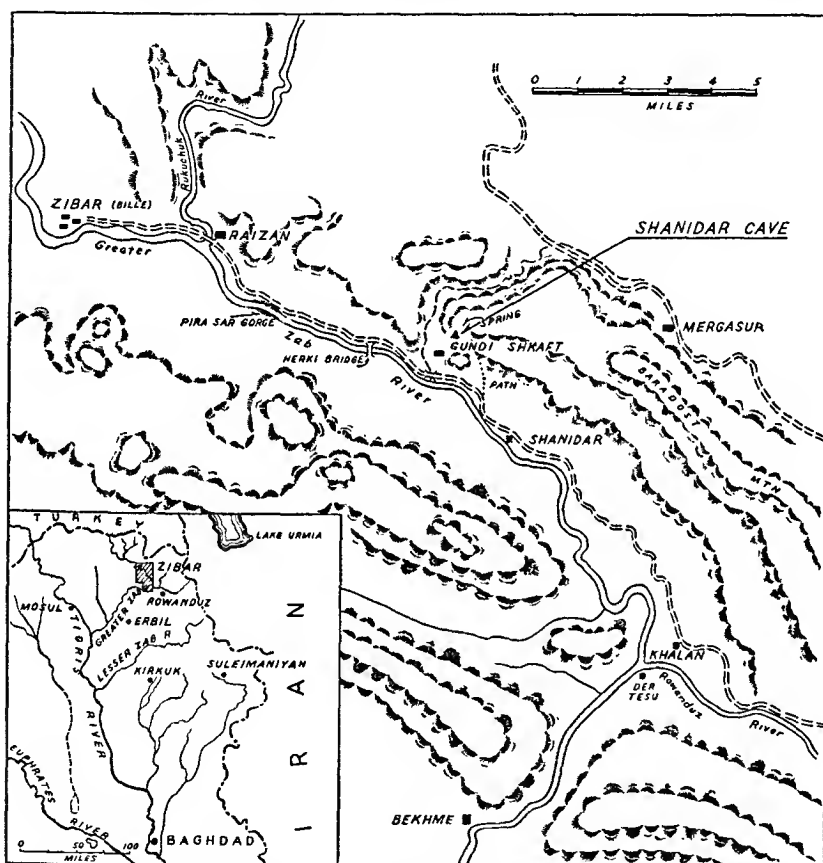 0 1 2 3 4 5
MILES
River
Rukuchuk
ZIBAR (BILLE)
RAIZAN
SHANIDAR CAVE
Greater
SPRING
MERGASUR
PIRA SAR GORGE
Zab
GUNDI SHKAFT
HERKI BRIDGE
River
PATH
BARADOST
MTN
SHANIDAR
TURKEY
LAKE URMIA
ZIBAR
MOSUL
GREATER ZAB
ROWANDUZ
ERBIL
TIGRIS
LESSER ZAB R
KIRKUK
SULEIMANIYAH
RIVER
IRAN
EUPHRATES
RIVER
BAGHDAD
0 50 100
MILES
KHALAN
DER
TESU
Rowanduz
River
BEKHME